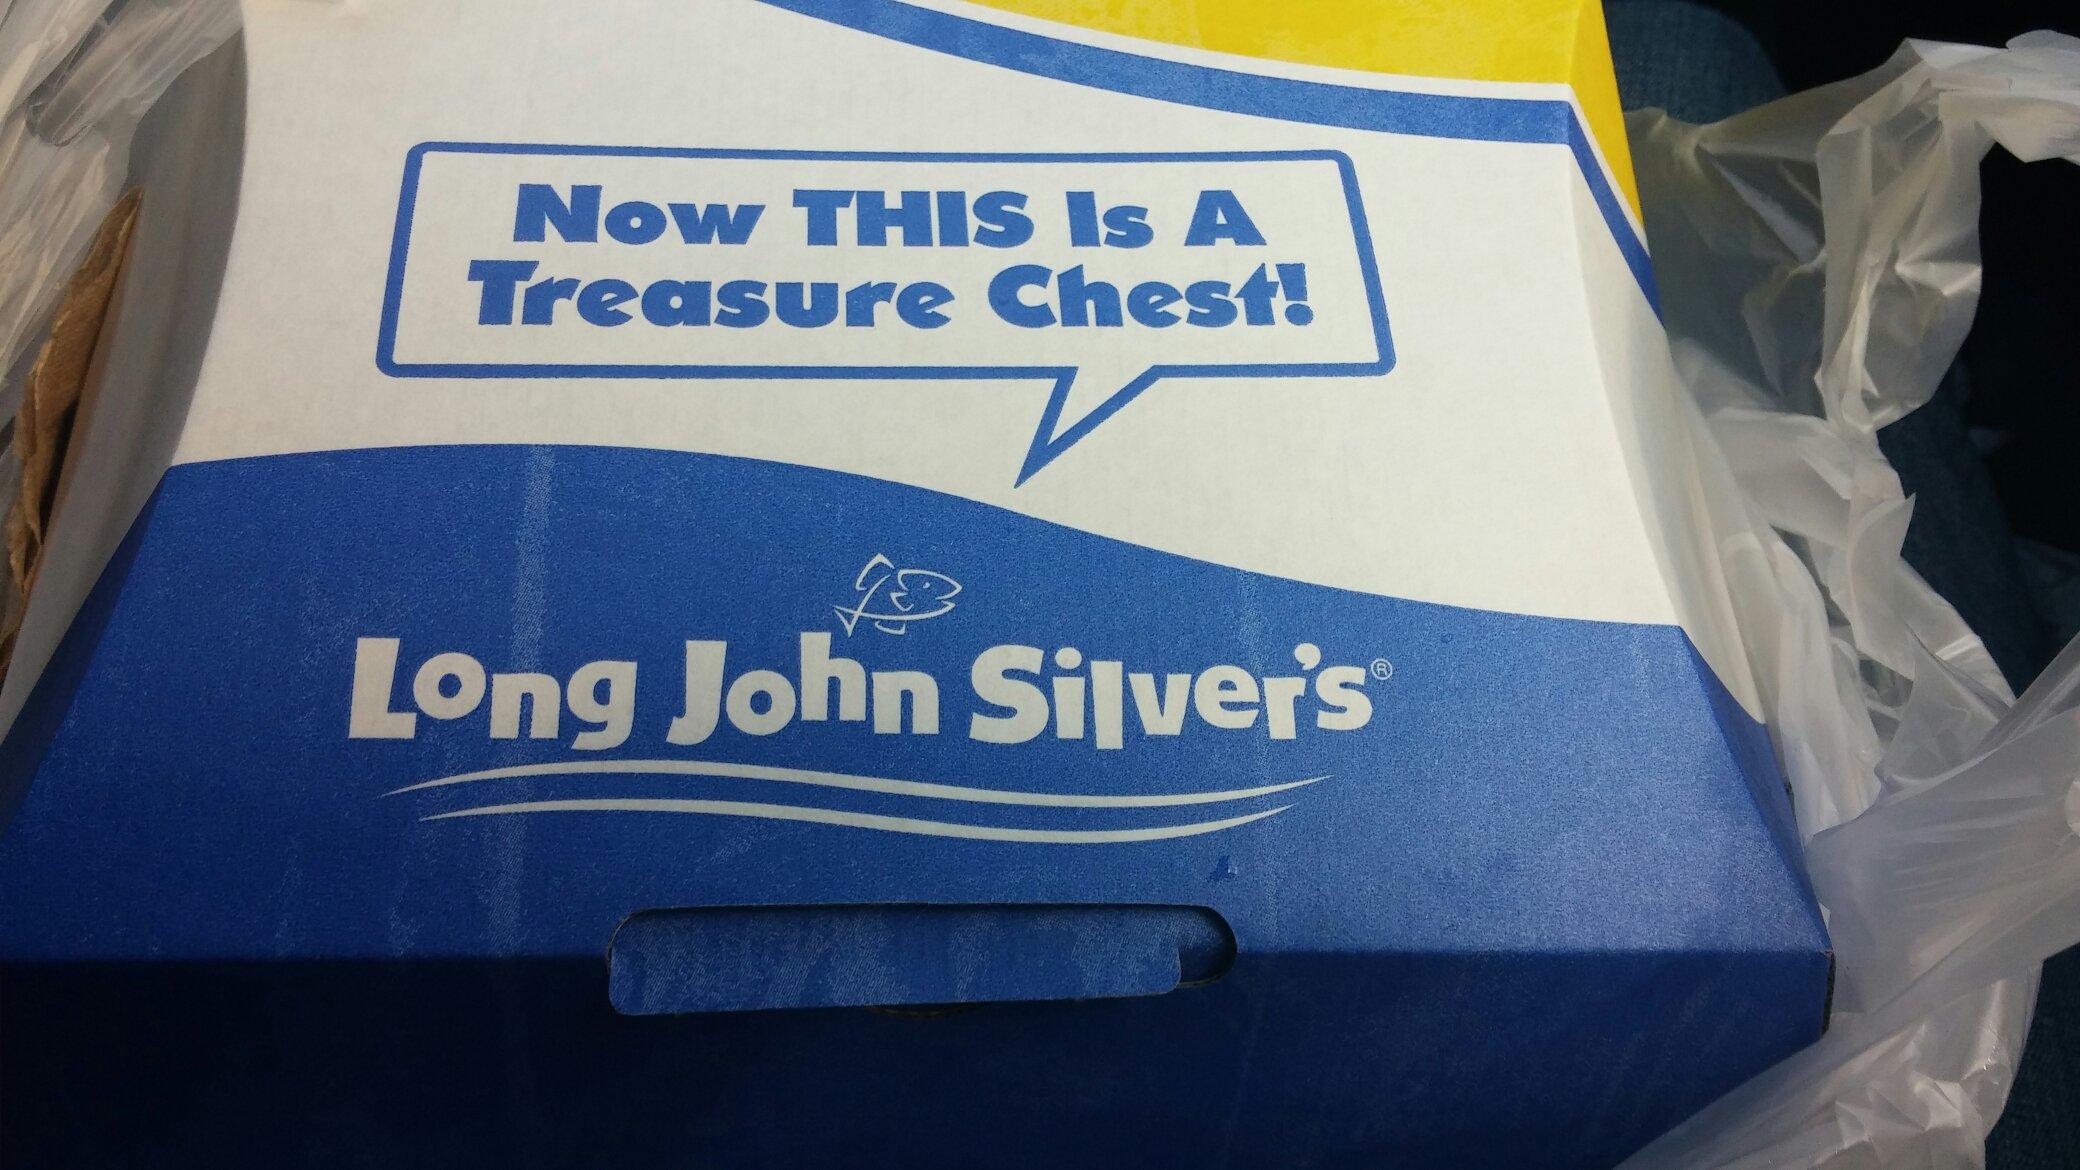 Now THIS Is A
Treasure Chest!
Long John Silver's®